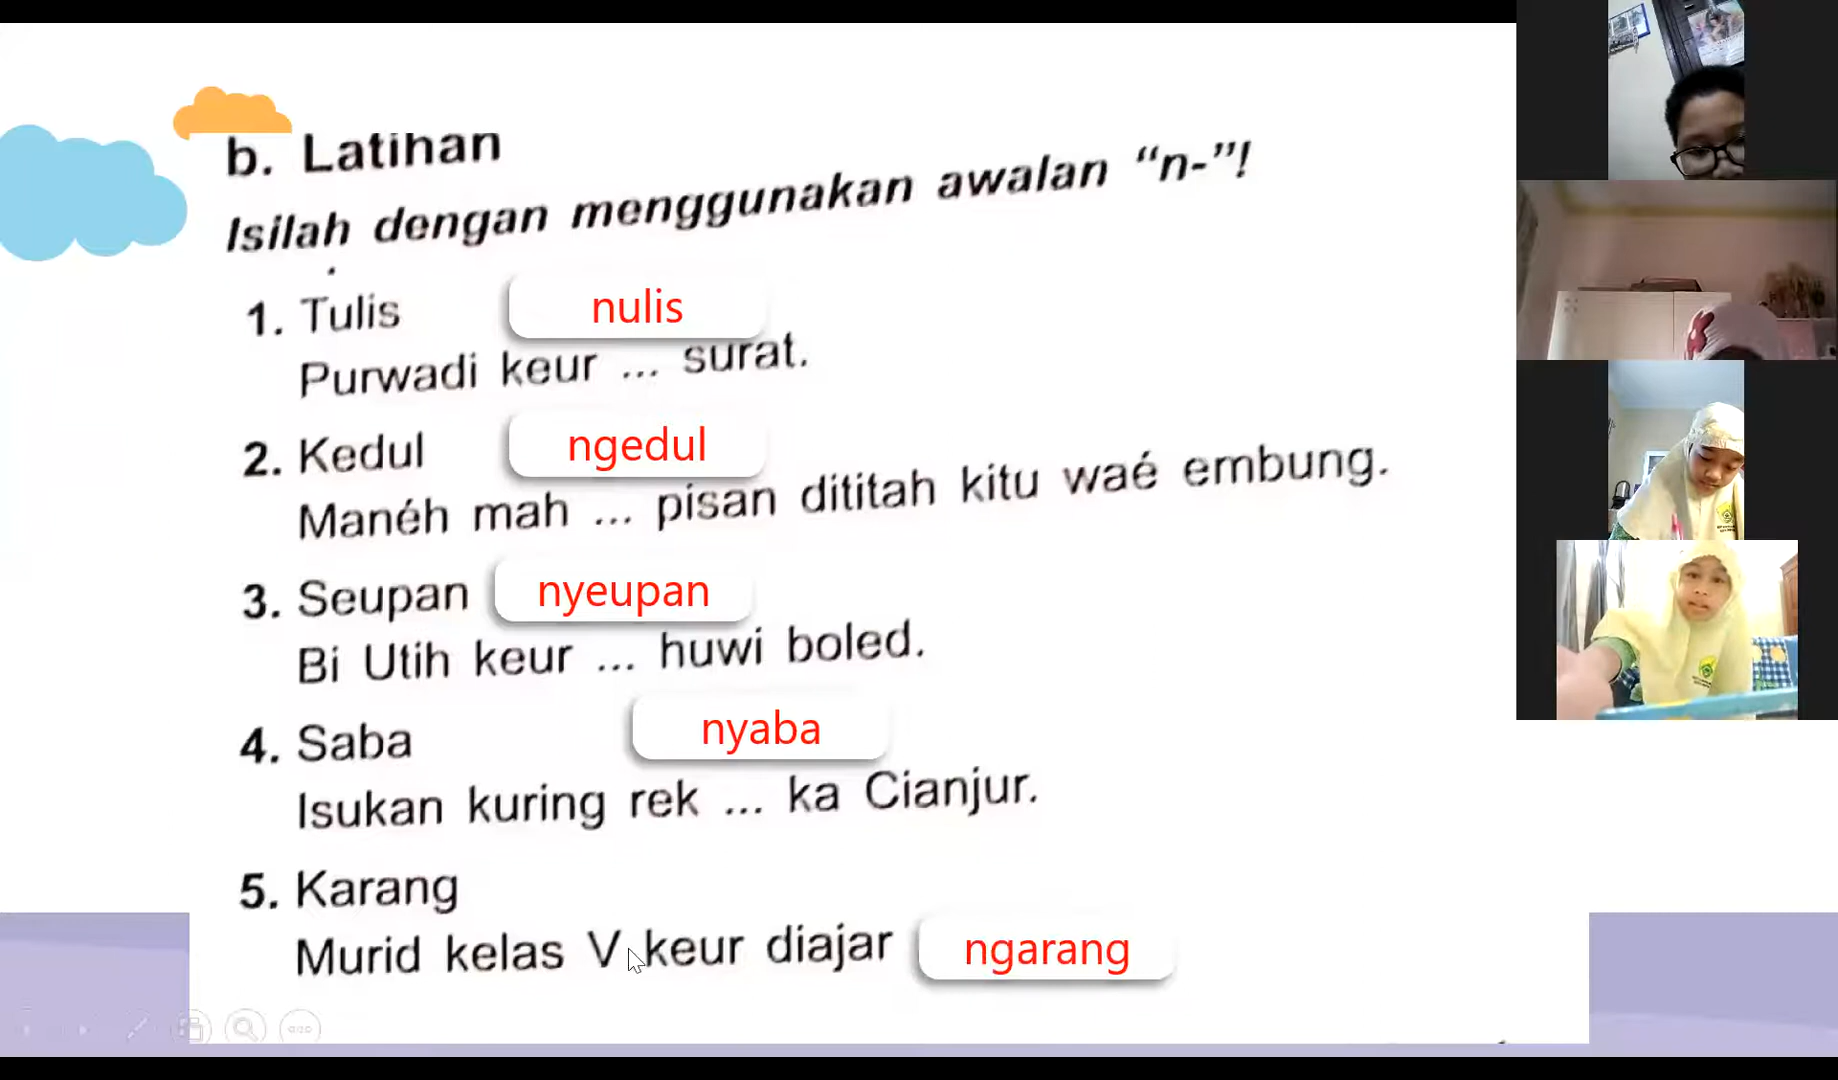 b. Latihan
Isilah dengan menggunakan awalan “n-”!
1. Tulis nulis
Purwadi keur ... surat.
2. Kedul ngedul
Manéh mah ... pisan dititah kitu waé embung.
3. Seupan nyeupan
Bi Utih keur ... huwi boled.
4. Saba nyaba
Isukan kuring rek ... ka Cianjur.
5. Karang
Murid kelas V keur diajar ngarang